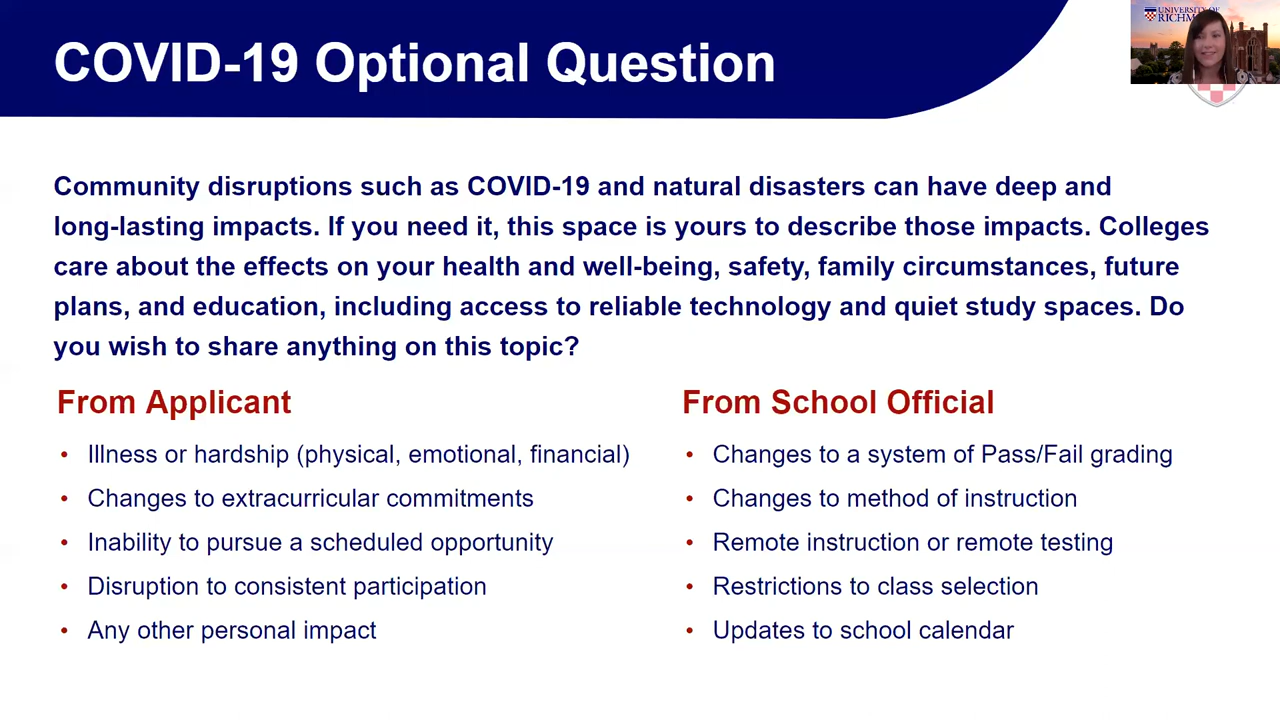 COVID-19 Optional Question
UNIVERSITY OF
RICHM
Community disruptions such as COVID-19 and natural disasters can have deep and
long-lasting impacts. If you need it, this space is yours to describe those impacts. Colleges
care about the effects on your health and well-being, safety, family circumstances, future
plans, and education, including access to reliable technology and quiet study spaces. Do
you wish to share anything on this topic?
From Applicant
• Illness or hardship (physical, emotional, financial)
• Changes to extracurricular commitments
• Inability to pursue a scheduled opportunity
• Disruption to consistent participation
• Any other personal impact
From School Official
• Changes to a system of Pass/Fail grading
• Changes to method of instruction
• Remote instruction or remote testing
• Restrictions to class selection
• Updates to school calendar